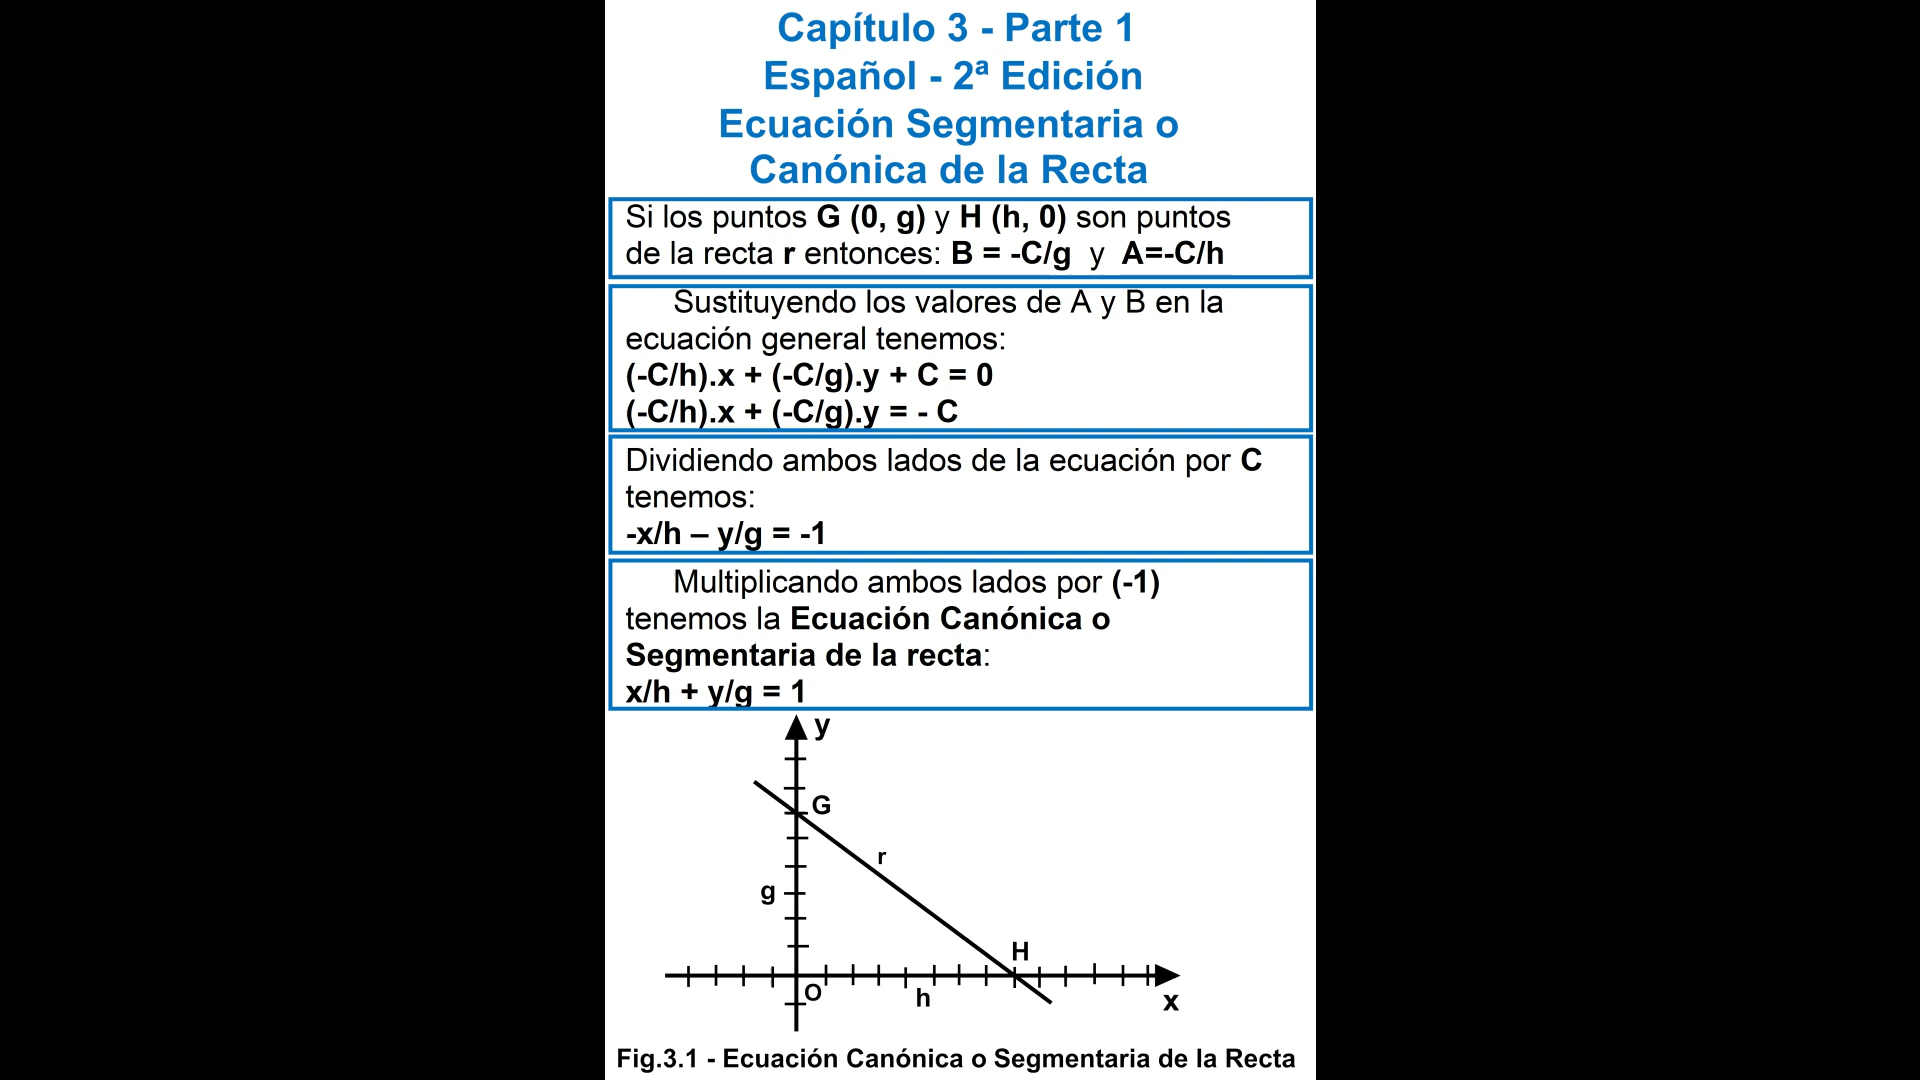 Capítulo 3 - Parte 1
Español - 2ª Edición
Ecuación Segmentaria o
Canónica de la Recta
Si los puntos G (0, g) y H (h, 0) son puntos
de la recta r entonces: B = -C/g y A=-C/h
Sustituyendo los valores de A y B en la
ecuación general tenemos:
(-C/h).x + (-C/g).y + C = 0
(-C/h).x + (-C/g).y = - C
Dividiendo ambos lados de la ecuación por C
tenemos:
-x/h – y/g = -1
Multiplicando ambos lados por (-1)
tenemos la Ecuación Canónica o
Segmentaria de la recta:
x/h + y/g = 1
y
G
r
g
H
O
h
x
Fig.3.1 - Ecuación Canónica o Segmentaria de la Recta